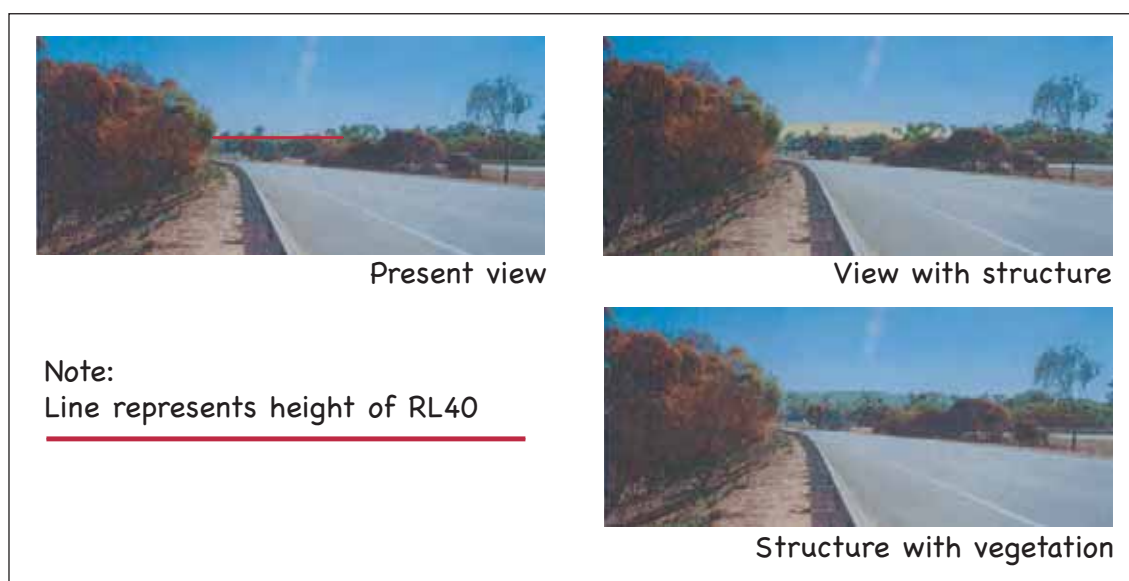 Present view
View with structure
Note:
Line represents height of RL40
Structure with vegetation